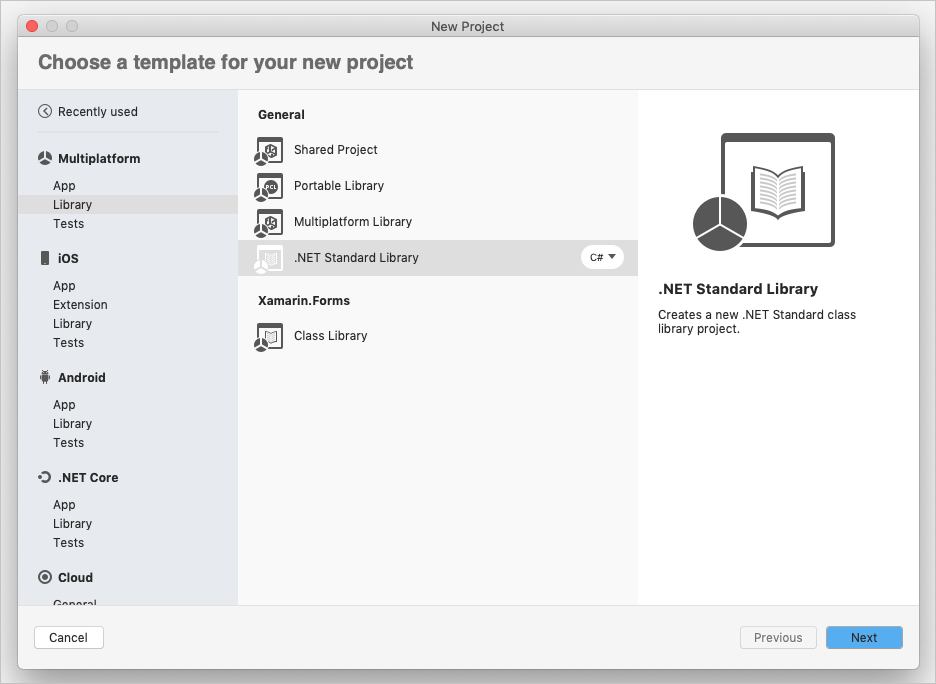 New Project
Choose a template for your new project
Recently used
Multiplatform
App
Library
Tests
iOS
App
Extension
Library
Tests
Android
App
Library
Tests
.NET Core
App
Library
Tests
Cloud
General
General
Shared Project
PCL
Portable Library
Multiplatform Library
.NET Standard Library
C#
Xamarin.Forms
Class Library
.NET Standard Library
Creates a new .NET Standard class
library project.
Cancel
Previous
Next